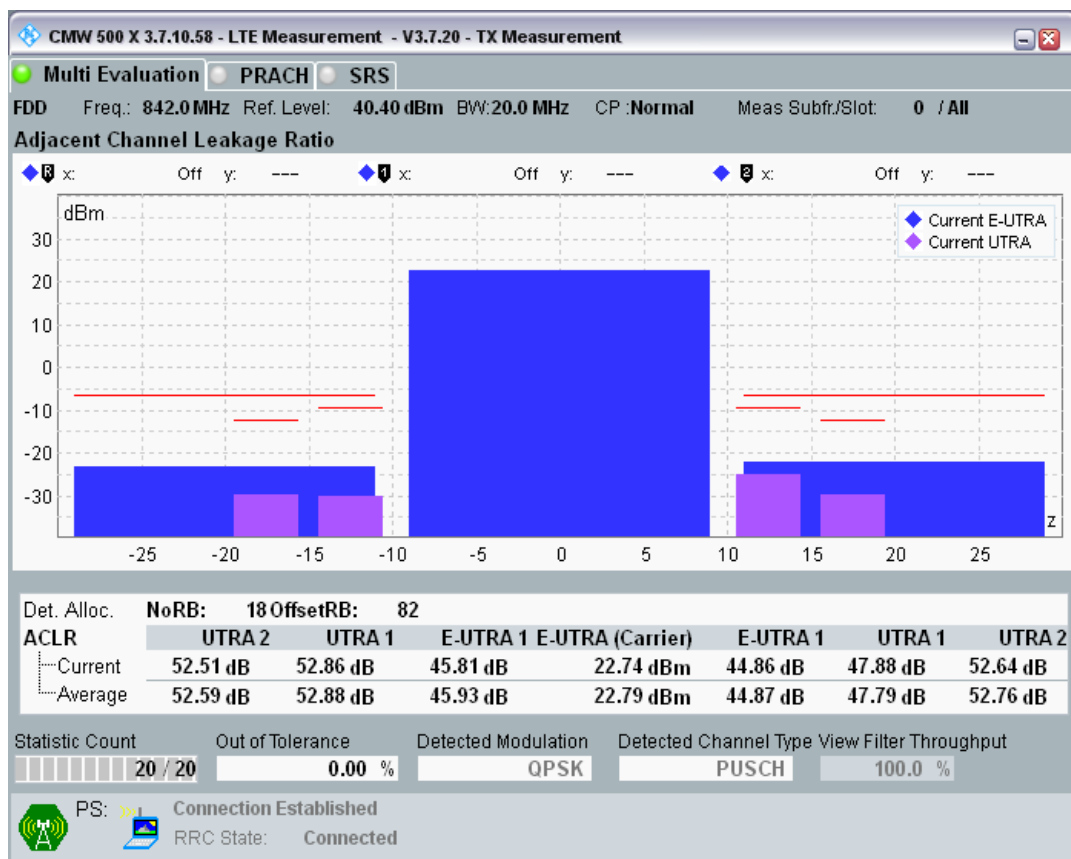 CMW 500 X 3.7.10.58 - LTE Measurement - V3.7.20 - TX Measurement
Multi Evaluation PRACH SRS
FDD Freq.: 842.0 MHz Ref. Level: 40.40 dBm BW:20.0 MHz CP :Normal Meas Subfr./Slot: 0 / All
Adjacent Channel Leakage Ratio
R x: Off y: --- 1 x: Off y: --- 2 x: Off y: ---
dBm
Current E-UTRA
Current UTRA
30
20
10
0
-10
-20
-30
z
-25 -20 -15 -10 -5 0 5 10 15 20 25
Det. Alloc. NoRB: 18 OffsetRB: 82
ACLR UTRA 2 UTRA 1 E-UTRA 1 E-UTRA (Carrier) E-UTRA 1 UTRA 1 UTRA 2
Current 52.51 dB 52.86 dB 45.81 dB 22.74 dBm 44.86 dB 47.88 dB 52.64 dB
Average 52.59 dB 52.88 dB 45.93 dB 22.79 dBm 44.87 dB 47.79 dB 52.76 dB
Statistic Count Out of Tolerance Detected Modulation Detected Channel Type View Filter Throughput
20 / 20 0.00 % QPSK PUSCH 100.0 %
PS: Connection Established
RRC State: Connected